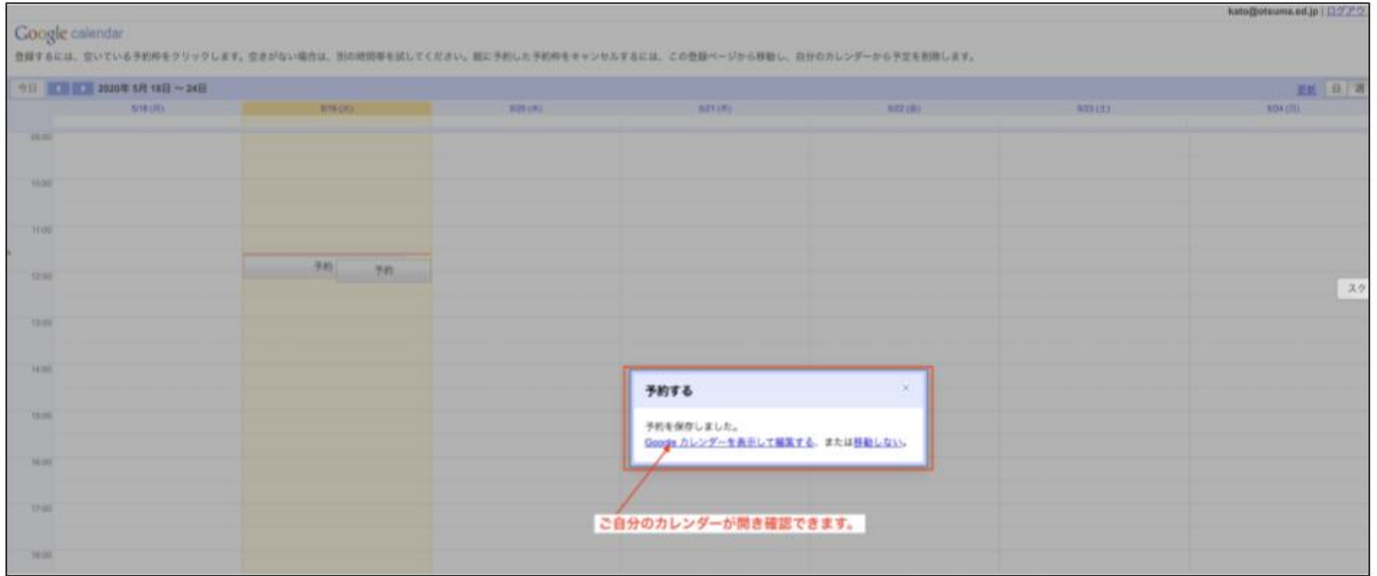 kato@otsuma.ed.jp | ログアウ
Google calendar
登録するには、空いている予約枠をクリックします。空きがない場合は、別の時間帯を試してください。既に予約した予約枠をキャンセルするには、この登録ページから移動し、自分のカレンダーから予定を削除します。
今日 2020年 5月 18日 ～ 24日 更新 日 週
5/18 (月) 5/19 (火) 5/20 (水) 5/21 (木) 5/22 (金) 5/23 (土) 5/24 (日)
09:00
10:00
11:00
予約 予約
12:00
スク
13:00
14:00
予約する ×
15:00
予約を保存しました。
Google カレンダーを表示して編集する、または移動しない。
16:00
17:00
ご自分のカレンダーが開き確認できます。
18:00